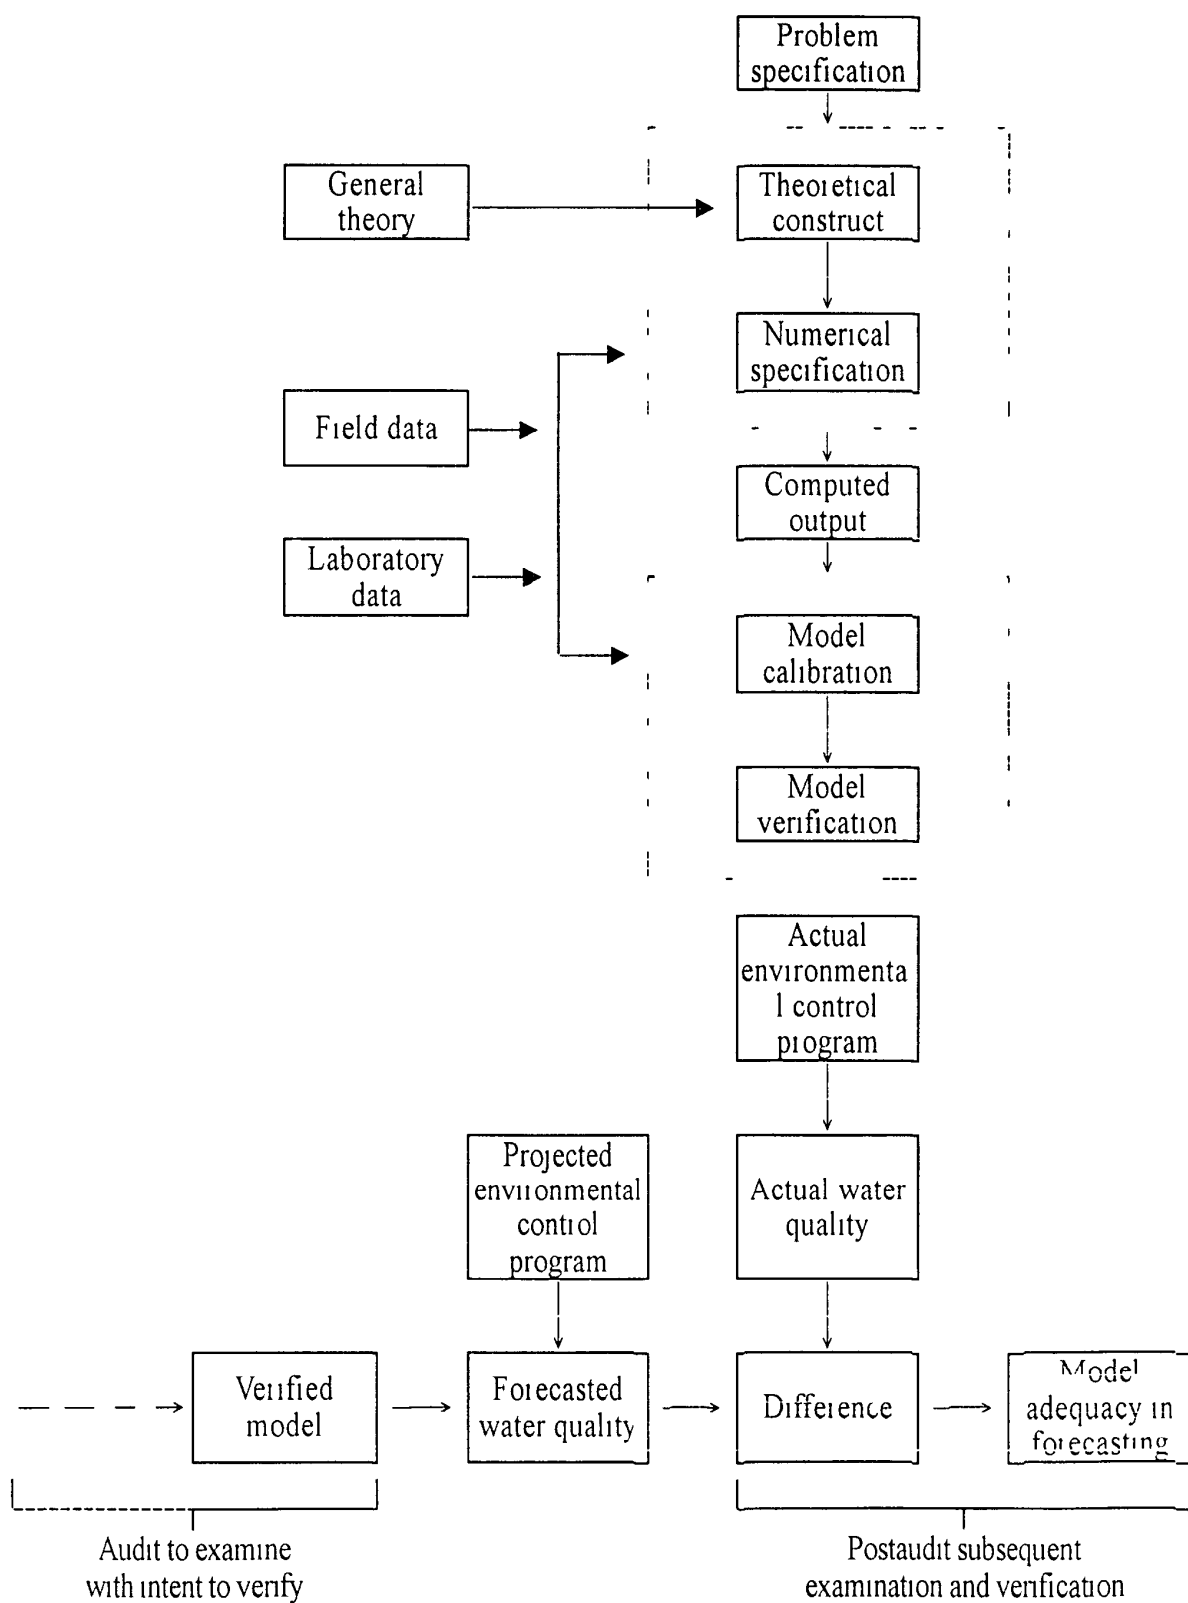 Problem
specification
General
theory
Theoretical
construct
Numerical
specification
Field data
Computed
output
Laboratory
data
Model
calibration
Model
verification
Actual
environmenta
l control
program
Projected
environmental
control
program
Actual water
quality
Verified
model
Forecasted
water quality
Difference
Model
adequacy in
forecasting
Audit to examine
with intent to verify
Postaudit subsequent
examination and verification